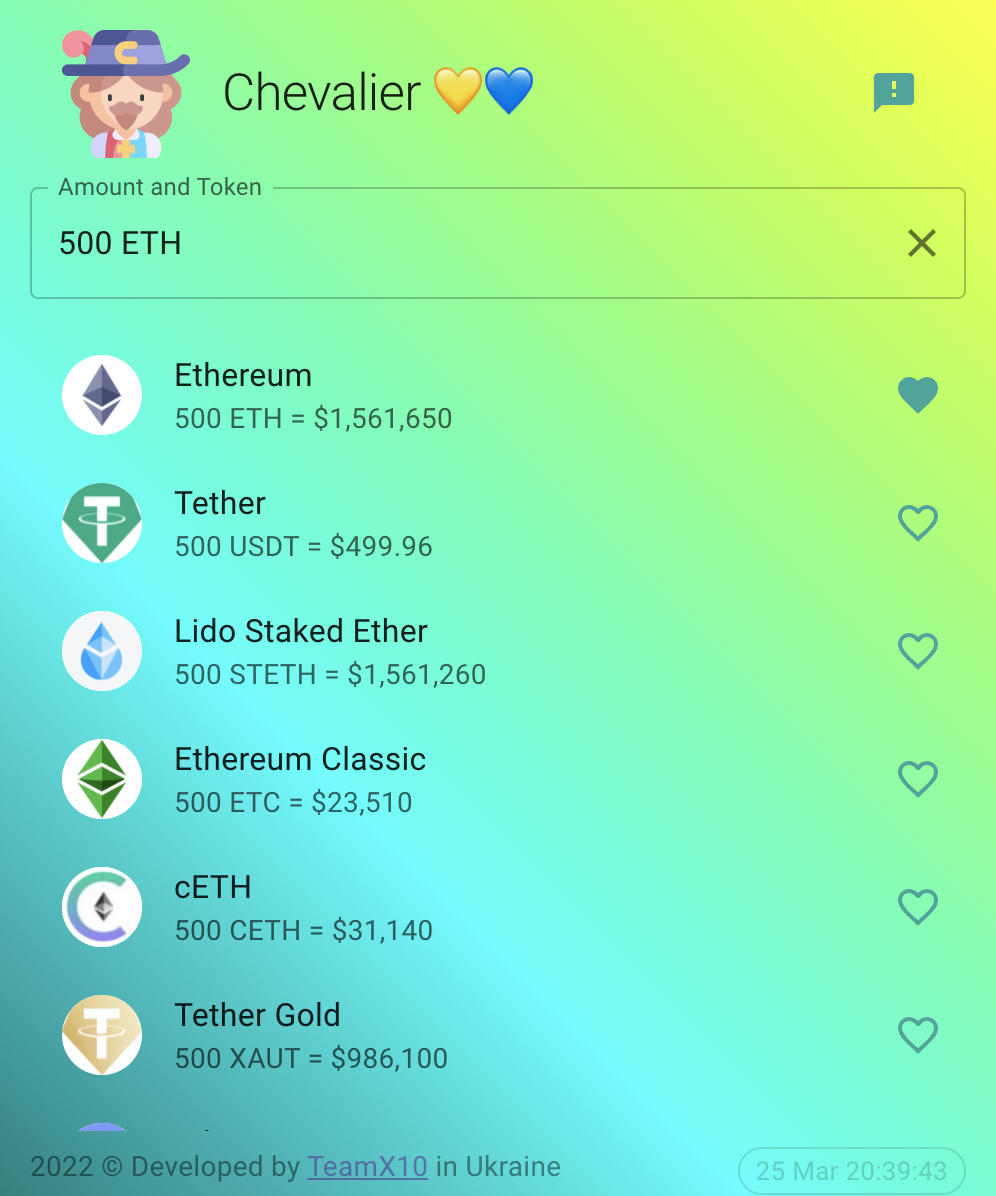 Chevalier 💛💙
Amount and Token
500 ETH
Ethereum
500 ETH = $1,561,650
Tether
500 USDT = $499.96
Lido Staked Ether
500 STETH = $1,561,260
Ethereum Classic
500 ETC = $23,510
cETH
500 CETH = $31,140
Tether Gold
500 XAUT = $986,100
2022 © Developed by TeamX10 in Ukraine
25 Mar 20:39:43